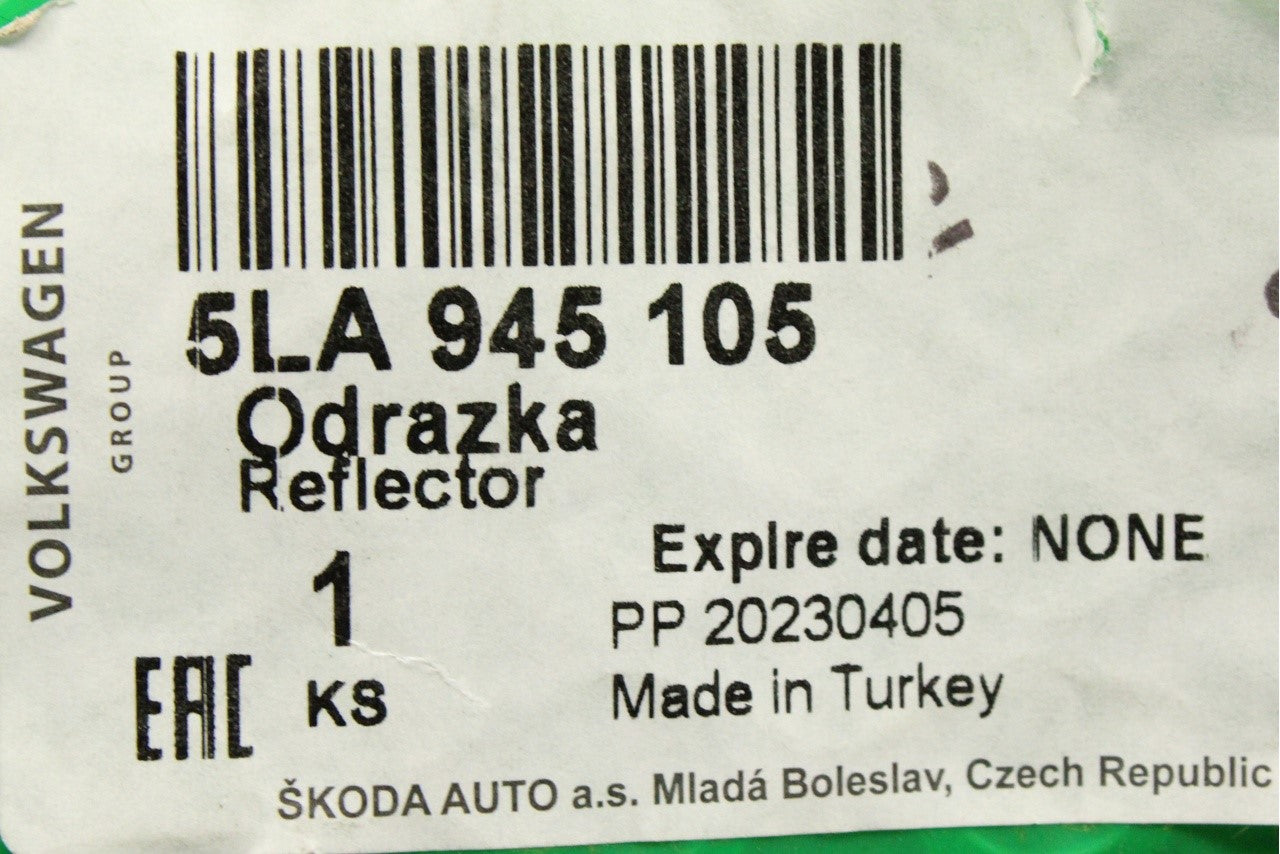 VOLKSWAGEN
GROUP
5LA 945 105
Odrazka
Reflector
1
KS
Expire date: NONE
PP 20230405
Made in Turkey
EAC
ŠKODA AUTO a.s. Mladá Boleslav, Czech Republic